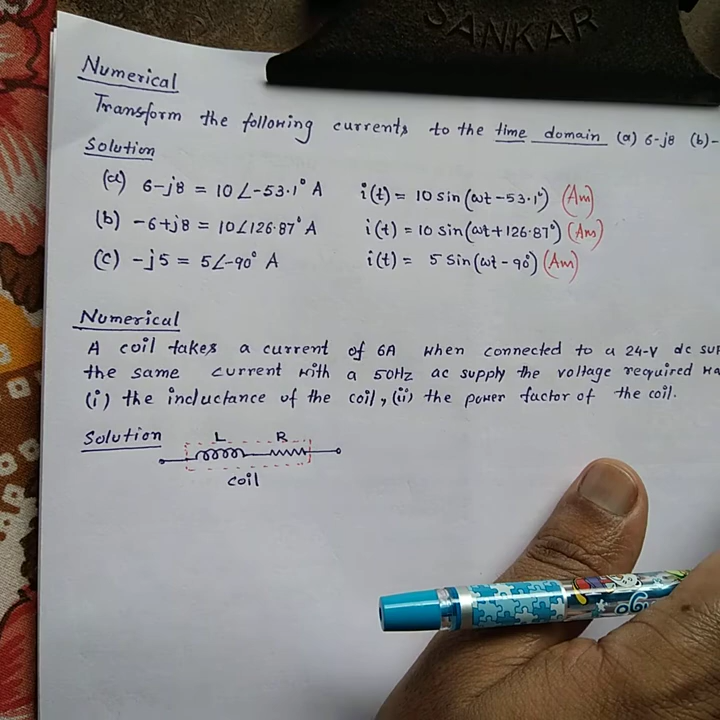 SANKAR
Numerical
Transform the following currents to the time domain (a) 6-j8 (b)-
Solution
(a) 6-j8 = 10∠-53.1° A i(t) = 10 sin(ωt-53.1°) (Am)
(b) -6+j8 = 10∠126.87° A i(t) = 10 sin(ωt+126.87°) (Am)
(c) -j5 = 5∠-90° A i(t) = 5 sin(ωt-90°) (Am)
Numerical
A coil takes a current of 6A when connected to a 24-V dc
the same current with a 50Hz ac supply the voltage required
(i) the inductance of the coil, (ii) the power factor of the coil.
Solution L R
coil